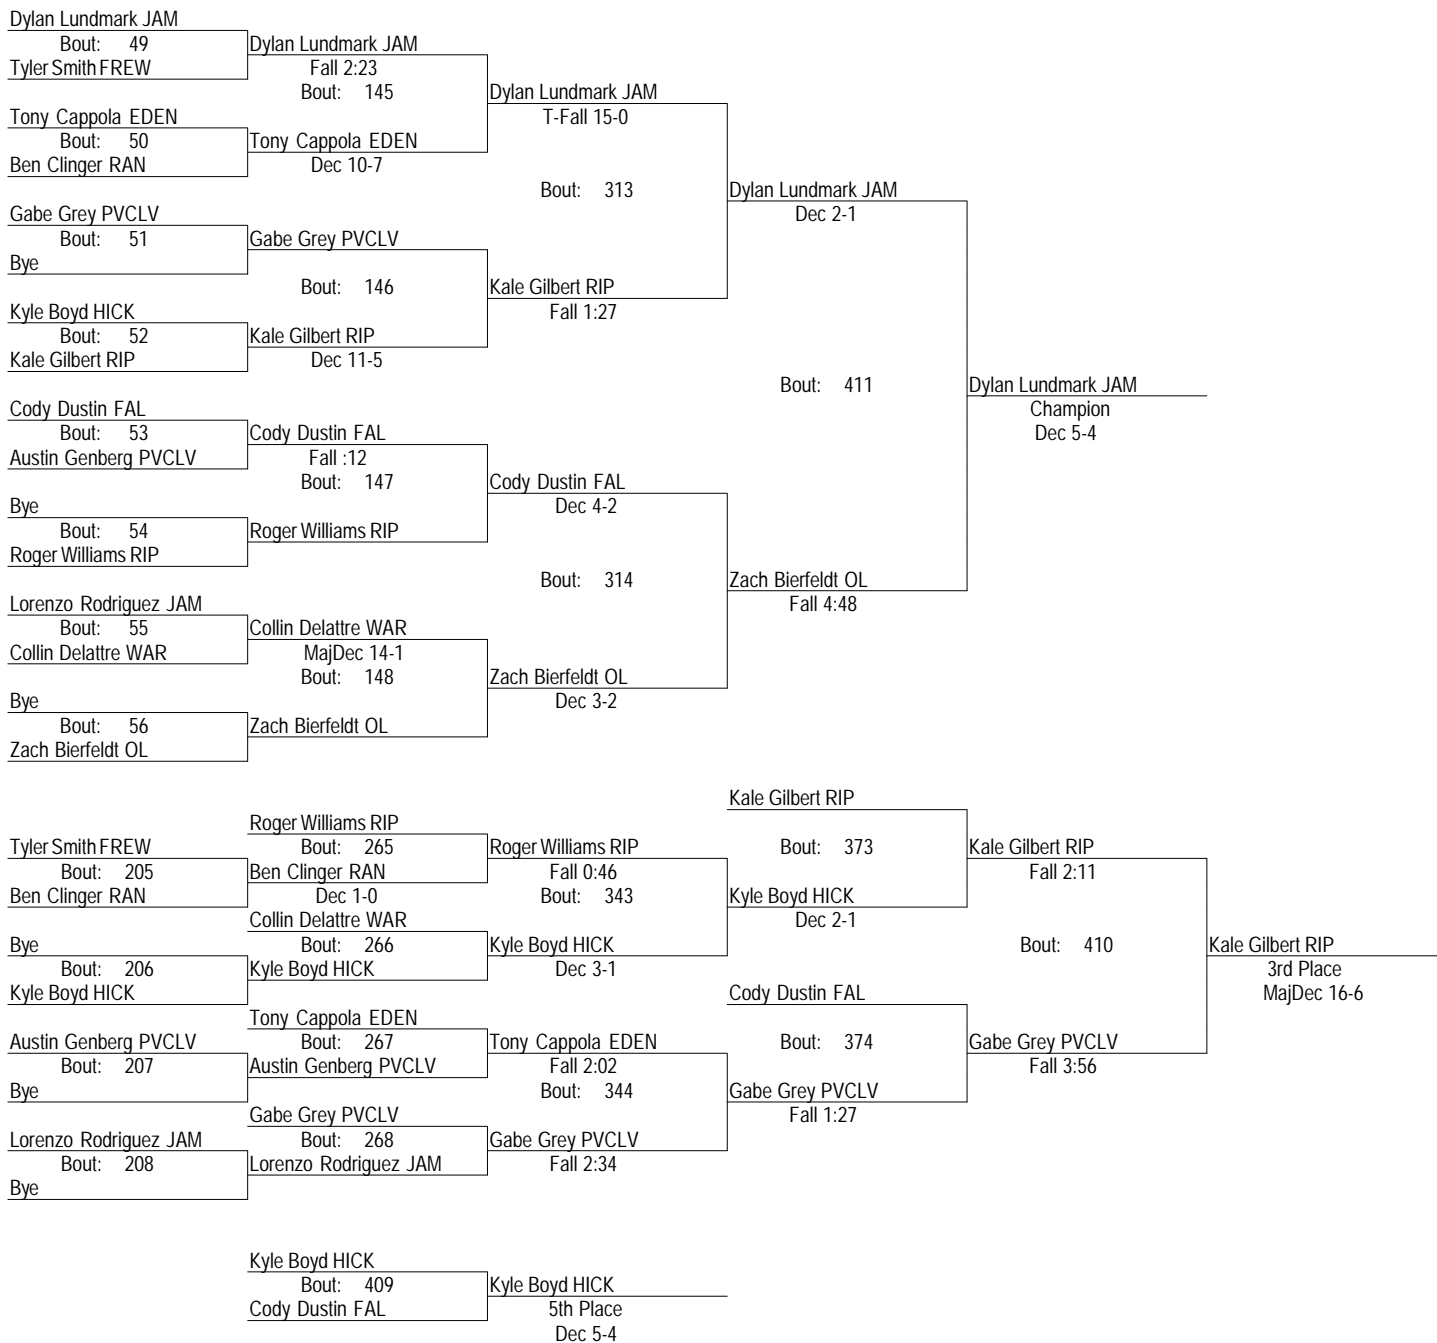 Dylan Lundmark JAM
Bout: 49 Dylan Lundmark JAM
Tyler Smith FREW Fall 2:23
Bout: 145 Dylan Lundmark JAM
Tony Cappola EDEN T-Fall 15-0
Bout: 50 Tony Cappola EDEN
Ben Clinger RAN Dec 10-7
Bout: 313 Dylan Lundmark JAM
Gabe Grey PVCLV Dec 2-1
Bout: 51 Gabe Grey PVCLV
Bye
Bout: 146 Kale Gilbert RIP
Kyle Boyd HICK Fall 1:27
Bout: 52 Kale Gilbert RIP
Kale Gilbert RIP Dec 11-5
Bout: 411 Dylan Lundmark JAM
Cody Dustin FAL Champion
Bout: 53 Cody Dustin FAL Dec 5-4
Austin Genberg PVCLV Fall :12
Bout: 147 Cody Dustin FAL
Bye Dec 4-2
Bout: 54 Roger Williams RIP
Roger Williams RIP
Bout: 314 Zach Bierfeldt OL
Lorenzo Rodriguez JAM Fall 4:48
Bout: 55 Collin Delattre WAR
Collin Delattre WAR MajDec 14-1
Bout: 148 Zach Bierfeldt OL
Bye Dec 3-2
Bout: 56 Zach Bierfeldt OL
Zach Bierfeldt OL
Kale Gilbert RIP
Roger Williams RIP
Tyler Smith FREW Bout: 265 Roger Williams RIP Bout: 373 Kale Gilbert RIP
Bout: 205 Ben Clinger RAN Fall 0:46 Fall 2:11
Ben Clinger RAN Dec 1-0 Bout: 343 Kyle Boyd HICK
Collin Delattre WAR Dec 2-1
Bye Bout: 266 Kyle Boyd HICK Bout: 410 Kale Gilbert RIP
Bout: 206 Kyle Boyd HICK Dec 3-1 3rd Place
Kyle Boyd HICK Cody Dustin FAL MajDec 16-6
Tony Cappola EDEN
Austin Genberg PVCLV Bout: 267 Tony Cappola EDEN Bout: 374 Gabe Grey PVCLV
Bout: 207 Austin Genberg PVCLV Fall 2:02 Fall 3:56
Bye Bout: 344 Gabe Grey PVCLV
Gabe Grey PVCLV Fall 1:27
Lorenzo Rodriguez JAM Bout: 268 Gabe Grey PVCLV
Bout: 208 Lorenzo Rodriguez JAM Fall 2:34
Bye
Kyle Boyd HICK
Bout: 409 Kyle Boyd HICK
Cody Dustin FAL 5th Place
Dec 5-4